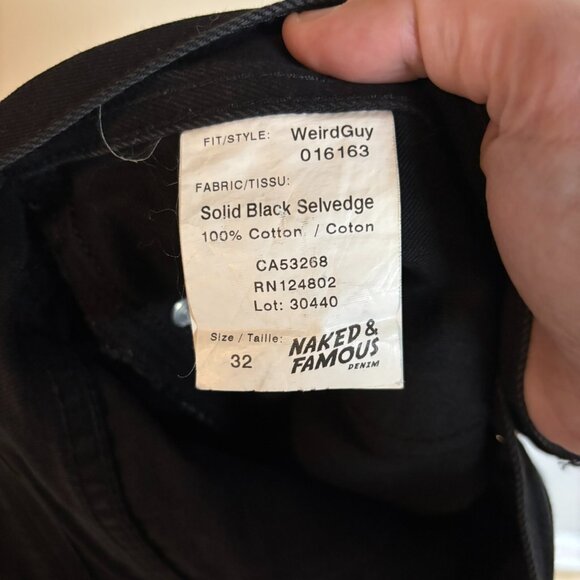 FIT/STYLE: WeirdGuy
016163
FABRIC/TISSU:
Solid Black Selvedge
100% Cotton / Coton
CA53268
RN124802
Lot: 30440
Size / Taille:
32
NAKED &
FAMOUS
DENIM